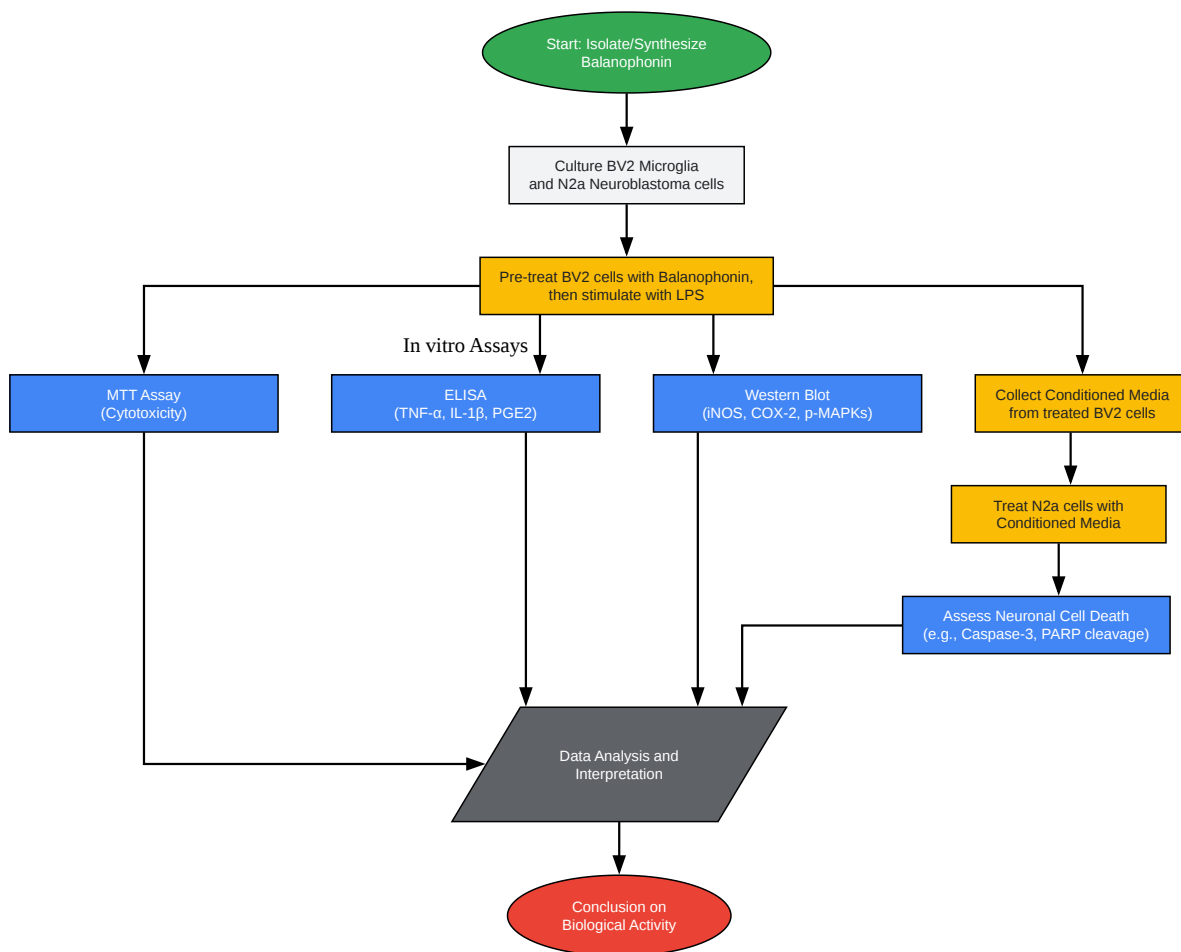 Start: Isolate/Synthesize
Balanophonin
Culture BV2 Microglia
and N2a Neuroblastoma cells
Pre-treat BV2 cells with Balanophonin,
then stimulate with LPS
In vitro Assays
MTT Assay
(Cytotoxicity)
ELISA
(TNF-α, IL-1β, PGE2)
Western Blot
(iNOS, COX-2, p-MAPKs)
Collect Conditioned Media
from treated BV2 cells
Treat N2a cells with
Conditioned Media
Assess Neuronal Cell Death
(e.g., Caspase-3, PARP cleavage)
Data Analysis and
Interpretation
Conclusion on
Biological Activity